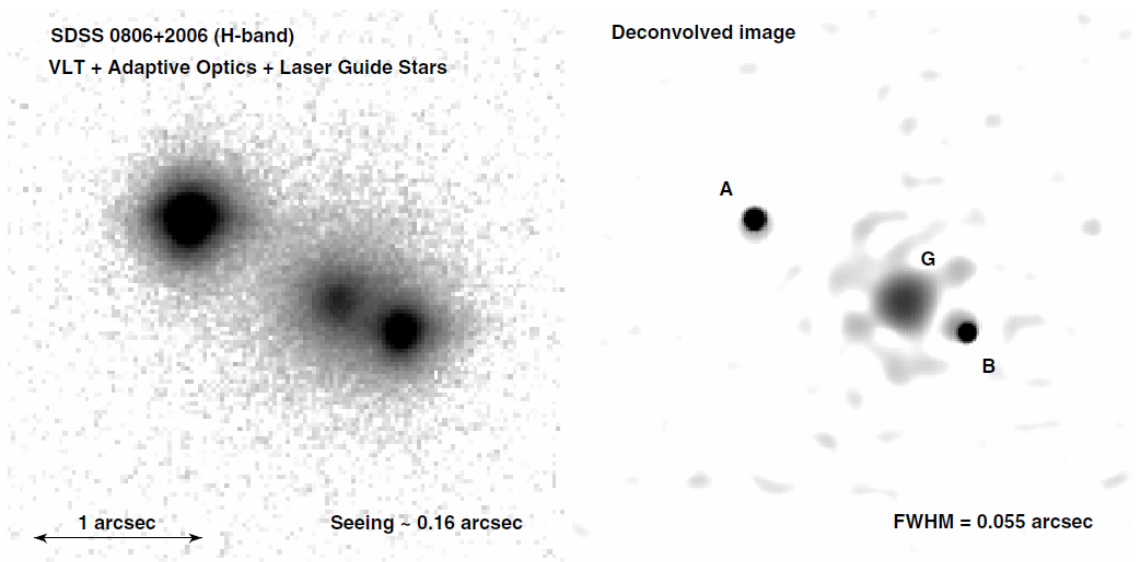 SDSS 0806+2006 (H-band)
VLT + Adaptive Optics + Laser Guide Stars
1 arcsec
Seeing ~ 0.16 arcsec
Deconvolved image
A
G
B
FWHM = 0.055 arcsec